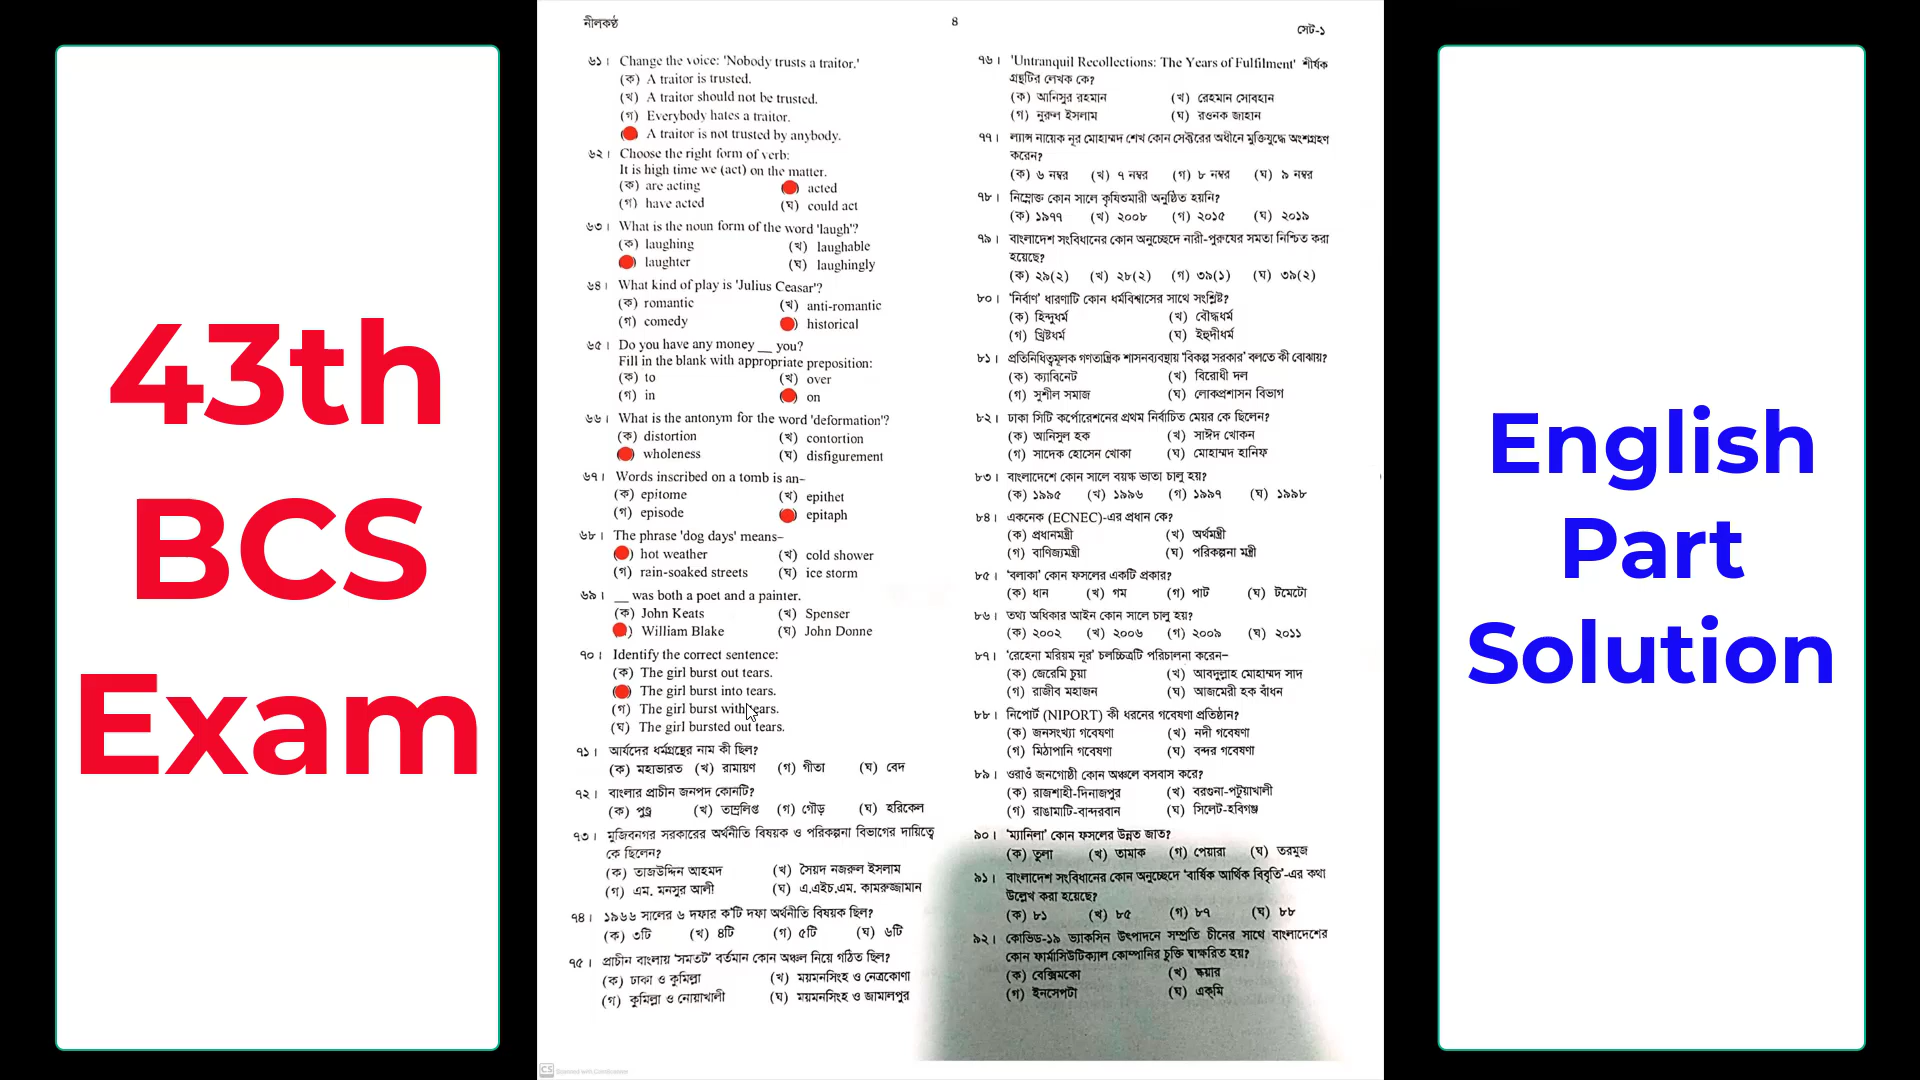 43th
BCS
Exam
নীলকণ্ঠ
৪
সেট-১
৬১। Change the voice: 'Nobody trusts a traitor.'
(ক) A traitor is trusted.
(খ) A traitor should not be trusted.
(গ) Everybody hates a traitor.
A traitor is not trusted by anybody.
৬২। Choose the right form of verb:
It is high time we (act) on the matter.
(ক) are acting acted
(গ) have acted (ঘ) could act
৬৩। What is the noun form of the word 'laugh'?
(ক) laughing (খ) laughable
laughter (ঘ) laughingly
৬৪। What kind of play is 'Julius Ceasar'?
(ক) romantic (খ) anti-romantic
(গ) comedy historical
৬৫। Do you have any money __ you?
Fill in the blank with appropriate preposition:
(ক) to (খ) over
(গ) in on
৬৬। What is the antonym for the word 'deformation'?
(ক) distortion (খ) contortion
wholeness (ঘ) disfigurement
৬৭। Words inscribed on a tomb is an–
(ক) epitome (খ) epithet
(গ) episode epitaph
৬৮। The phrase 'dog days' means–
hot weather (খ) cold shower
(গ) rain-soaked streets (ঘ) ice storm
৬৯। __ was both a poet and a painter.
(ক) John Keats (খ) Spenser
William Blake (ঘ) John Donne
৭০। Identify the correct sentence:
(ক) The girl burst out tears.
The girl burst into tears.
(গ) The girl burst with tears.
(ঘ) The girl bursted out tears.
৭১। আর্যদের ধর্মগ্রন্থের নাম কী ছিল?
(ক) মহাভারত (খ) রামায়ণ (গ) গীতা (ঘ) বেদ
৭২। বাংলার প্রাচীন জনপদ কোনটি?
(ক) পুণ্ড্র (খ) তাম্রলিপ্ত (গ) গৌড় (ঘ) হরিকেল
৭৩। মুজিবনগর সরকারের অর্থনীতি বিষয়ক ও পরিকল্পনা বিভাগের দায়িত্বে
কে ছিলেন?
(ক) তাজউদ্দিন আহমদ (খ) সৈয়দ নজরুল ইসলাম
(গ) এম. মনসুর আলী (ঘ) এ.এইচ.এম. কামরুজ্জামান
৭৪। ১৯৬৬ সালের ৬ দফার ক'টি দফা অর্থনীতি বিষয়ক ছিল?
(ক) ৩টি (খ) ৪টি (গ) ৫টি (ঘ) ৬টি
৭৫। প্রাচীন বাংলায় 'সমতট' বর্তমান কোন অঞ্চল নিয়ে গঠিত ছিল?
(ক) ঢাকা ও কুমিল্লা (খ) ময়মনসিংহ ও নেত্রকোণা
(গ) কুমিল্লা ও নোয়াখালী (ঘ) ময়মনসিংহ ও জামালপুর
৭৬। 'Untranquil Recollections: The Years of Fulfilment' শীর্ষক
গ্রন্থটির লেখক কে?
(ক) আনিসুর রহমান (খ) রেহমান সোবহান
(গ) নুরুল ইসলাম (ঘ) রওনক জাহান
৭৭। ল্যান্স নায়েক নূর মোহাম্মদ শেখ কোন সেক্টরের অধীনে মুক্তিযুদ্ধে অংশগ্রহণ
করেন?
(ক) ৬ নম্বর (খ) ৭ নম্বর (গ) ৮ নম্বর (ঘ) ৯ নম্বর
৭৮। নিম্নোক্ত কোন সালে কৃষিশুমারী অনুষ্ঠিত হয়নি?
(ক) ১৯৭৭ (খ) ২০০৮ (গ) ২০১৫ (ঘ) ২০১৯
৭৯। বাংলাদেশ সংবিধানের কোন অনুচ্ছেদে নারী-পুরুষের সমতা নিশ্চিত করা
হয়েছে?
(ক) ২৯(২) (খ) ২৮(২) (গ) ৩৯(১) (ঘ) ৩৯(২)
৮০। 'নির্বাণ' ধারণাটি কোন ধর্মবিশ্বাসের সাথে সংশ্লিষ্ট?
(ক) হিন্দুধর্ম (খ) বৌদ্ধধর্ম
(গ) খ্রিষ্টধর্ম (ঘ) ইহুদীধর্ম
৮১। প্রতিনিধিত্বমূলক গণতান্ত্রিক শাসনব্যবস্থায় 'বিকল্প সরকার' বলতে কী বোঝায়?
(ক) ক্যাবিনেট (খ) বিরোধী দল
(গ) সুশীল সমাজ (ঘ) লোকপ্রশাসন বিভাগ
৮২। ঢাকা সিটি কর্পোরেশনের প্রথম নির্বাচিত মেয়র কে ছিলেন?
(ক) আনিসুল হক (খ) সাঈদ খোকন
(গ) সাদেক হোসেন খোকা (ঘ) মোহাম্মদ হানিফ
৮৩। বাংলাদেশে কোন সালে বয়স্ক ভাতা চালু হয়?
(ক) ১৯৯৫ (খ) ১৯৯৬ (গ) ১৯৯৭ (ঘ) ১৯৯৮
৮৪। একনেক (ECNEC)-এর প্রধান কে?
(ক) প্রধানমন্ত্রী (খ) অর্থমন্ত্রী
(গ) বাণিজ্যমন্ত্রী (ঘ) পরিকল্পনা মন্ত্রী
৮৫। 'বলাকা' কোন ফসলের একটি প্রকার?
(ক) ধান (খ) গম (গ) পাট (ঘ) টমেটো
৮৬। তথ্য অধিকার আইন কোন সালে চালু হয়?
(ক) ২০০২ (খ) ২০০৬ (গ) ২০০৯ (ঘ) ২০১১
৮৭। 'রেহেনা মরিয়ম নূর' চলচ্চিত্রটি পরিচালনা করেন–
(ক) জেরেমি চুয়া (খ) আবদুল্লাহ মোহাম্মদ সাদ
(গ) রাজীব মহাজন (ঘ) আজমেরী হক বাঁধন
৮৮। নিপোর্ট (NIPORT) কী ধরনের গবেষণা প্রতিষ্ঠান?
(ক) জনসংখ্যা গবেষণা (খ) নদী গবেষণা
(গ) মিঠাপানি গবেষণা (ঘ) বন্দর গবেষণা
৮৯। ওরাওঁ জনগোষ্ঠী কোন অঞ্চলে বসবাস করে?
(ক) রাজশাহী-দিনাজপুর (খ) বরগুনা-পটুয়াখালী
(গ) রাঙামাটি-বান্দরবান (ঘ) সিলেট-হবিগঞ্জ
৯০। 'ম্যানিলা' কোন ফসলের উন্নত জাত?
(ক) তুলা (খ) তামাক (গ) পেয়ারা (ঘ) তরমুজ
৯১। বাংলাদেশ সংবিধানের কোন অনুচ্ছেদে 'বার্ষিক আর্থিক বিবৃতি'-এর কথা
উল্লেখ করা হয়েছে?
(ক) ৮১ (খ) ৮৫ (গ) ৮৭ (ঘ) ৮৮
৯২। কোভিড-১৯ ভ্যাকসিন উৎপাদনে সম্প্রতি চীনের সাথে বাংলাদেশের
কোন ফার্মাসিউটিক্যাল কোম্পানির চুক্তি স্বাক্ষরিত হয়?
(ক) বেক্সিমকো (খ) স্কয়ার
(গ) ইনসেপটা (ঘ) একমি
CS Scanned with CamScanner
English
Part
Solution